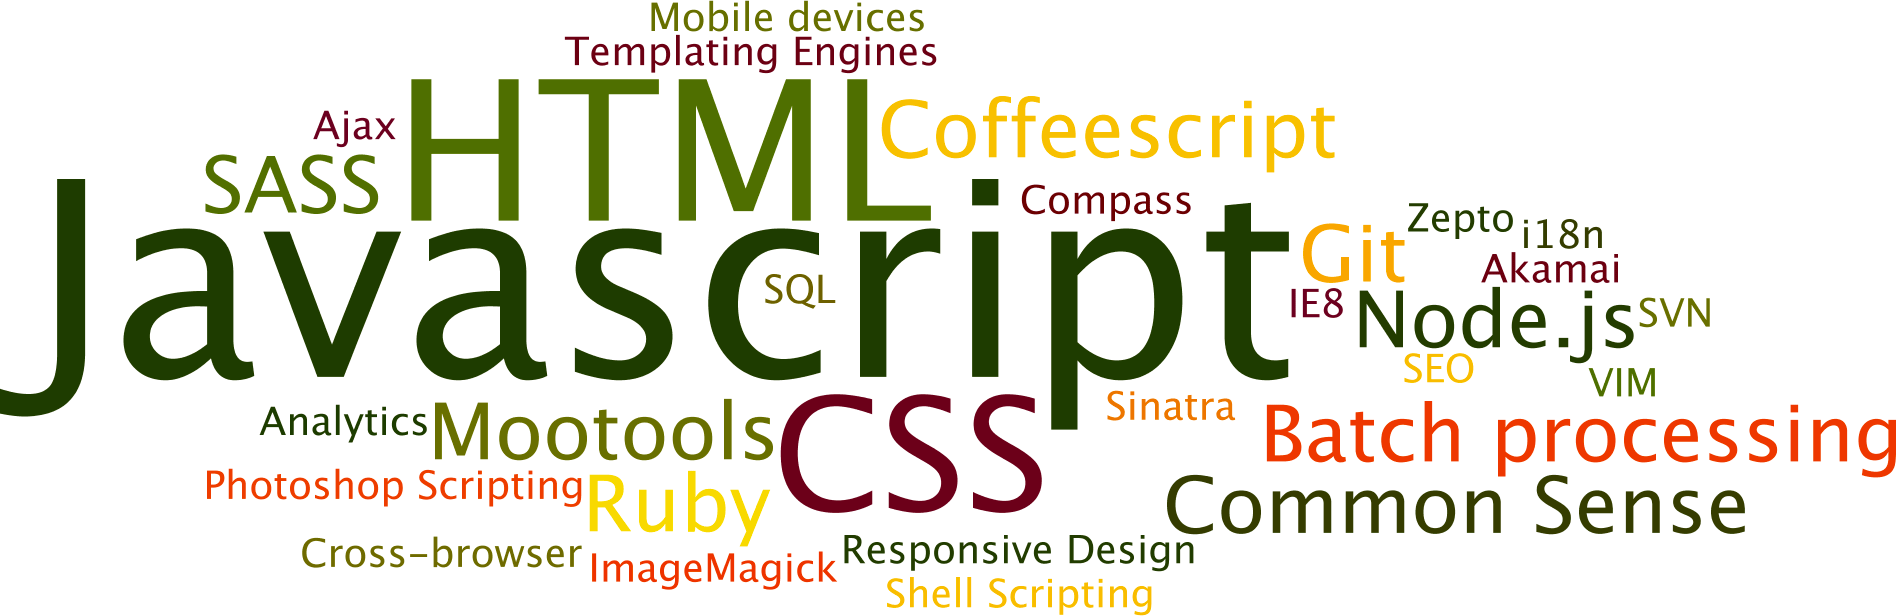 Mobile devices
Templating Engines
HTML
Coffeescript
Ajax
SASS
Compass
Javascript
SQL
Git
Zepto
i18n
Akamai
IE8
Node.js
SVN
SEO
VIM
Analytics
Mootools
CSS
Sinatra
Batch processing
Photoshop Scripting
Ruby
Common Sense
Cross-browser
ImageMagick
Responsive Design
Shell Scripting